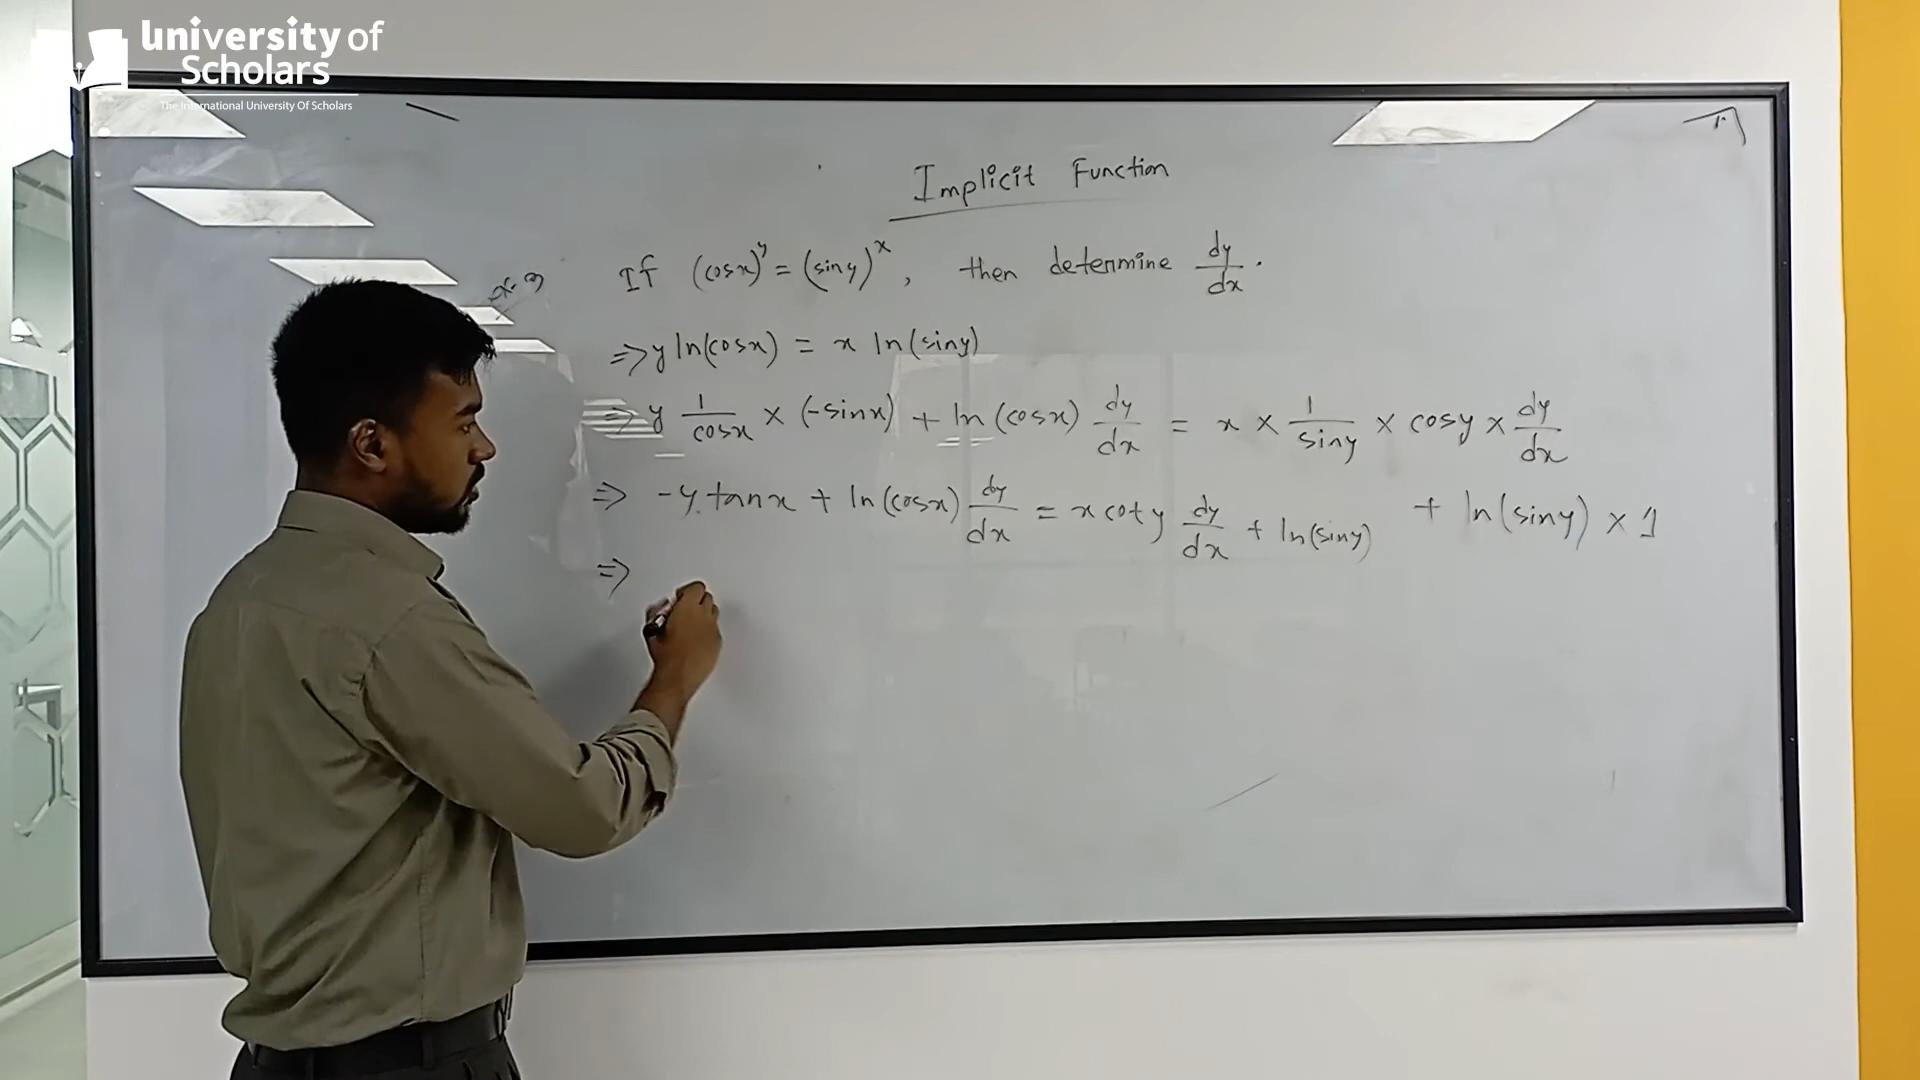 University of
Scholars
The International University Of Scholars
Implicit Function
If (cosx)^y = (siny)^x, then determine dy/dx.
⇒ y ln(cosx) = x ln(siny)
⇒ y 1/cosx × (-sinx) + ln(cosx) dy/dx = x × 1/siny × cosy × dy/dx
+ ln(siny) × 1
⇒ -y.tanx + ln(cosx) dy/dx = x coty dy/dx + ln(siny)
⇒